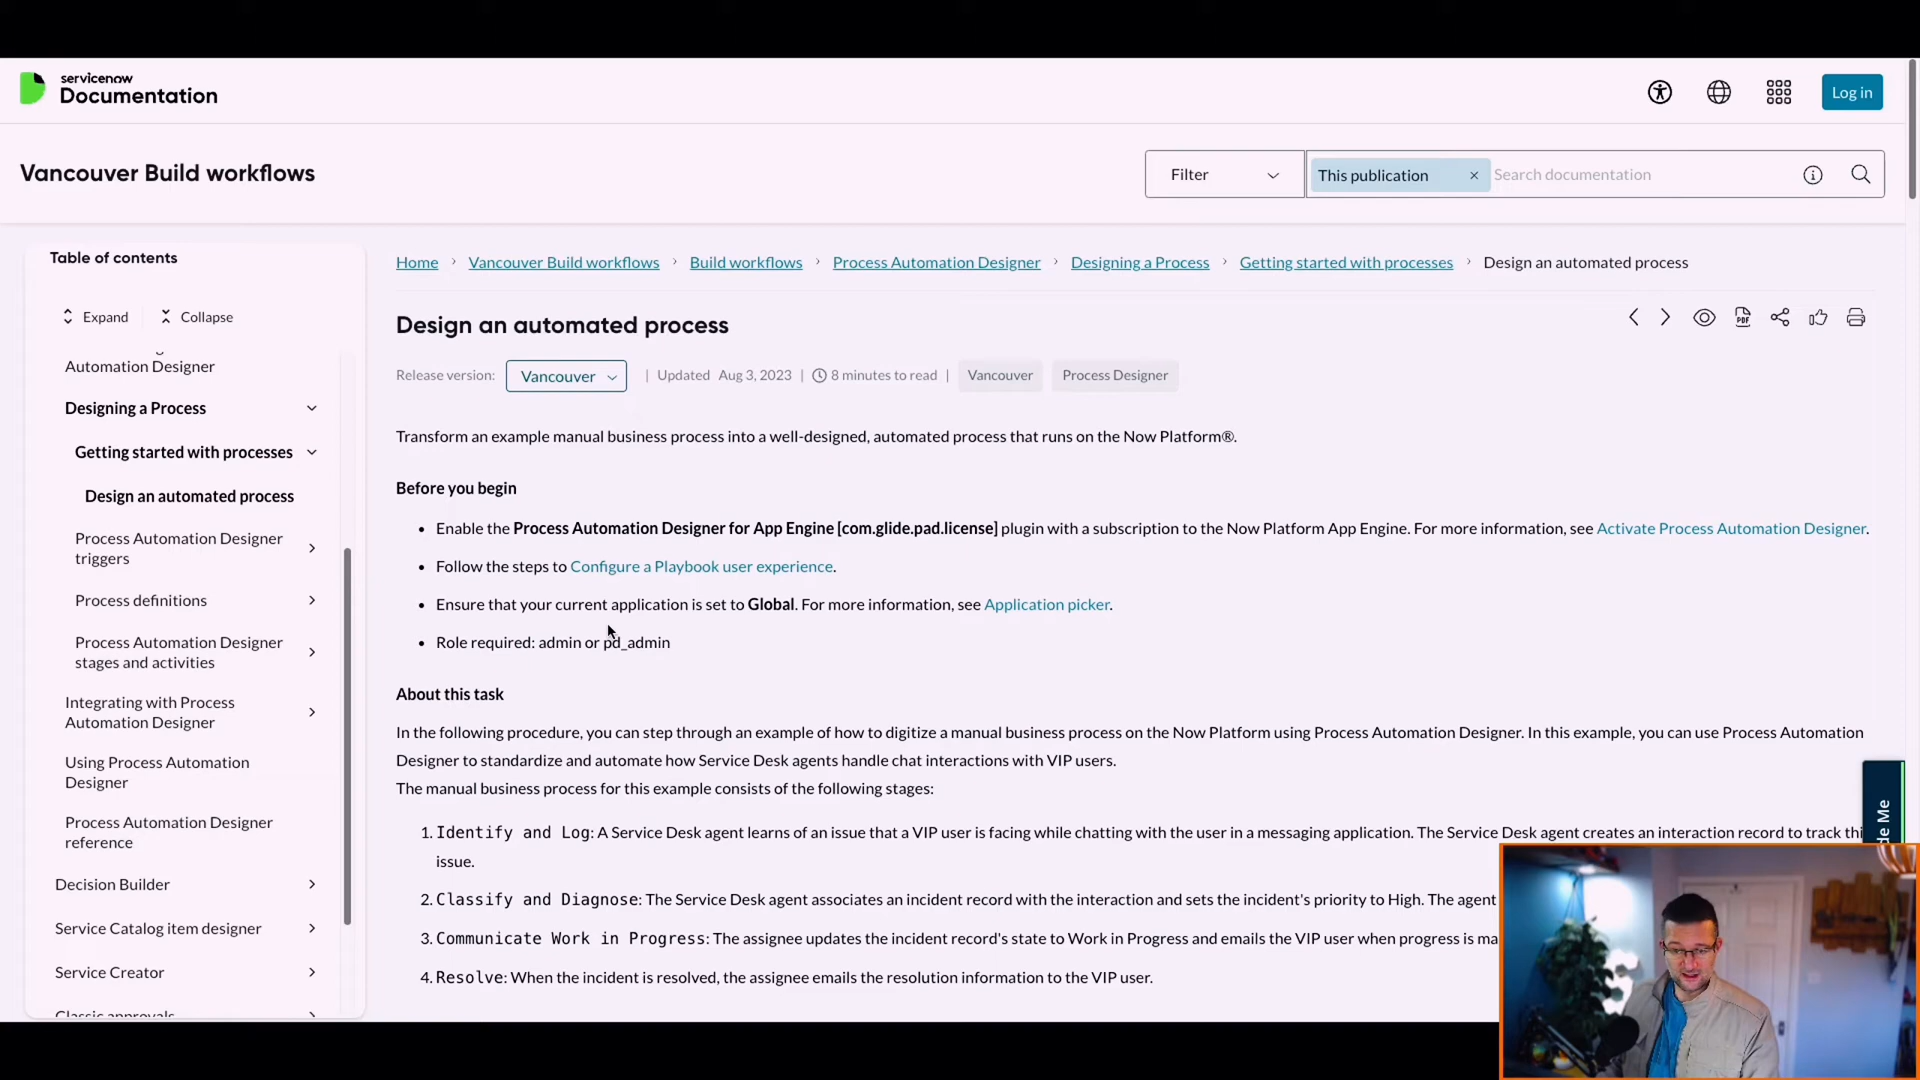 servicenow
Documentation
Log in
Vancouver Build workflows
Filter
This publication
Search documentation
Table of contents
Expand
Collapse
Automation Designer
Designing a Process
Getting started with processes
Design an automated process
Process Automation Designer
triggers
Process definitions
Process Automation Designer
stages and activities
Integrating with Process
Automation Designer
Using Process Automation
Designer
Process Automation Designer
reference
Decision Builder
Service Catalog item designer
Service Creator
Classic approvals
Home > Vancouver Build workflows > Build workflows > Process Automation Designer > Designing a Process > Getting started with processes > Design an automated process
Design an automated process
PDF
Release version: Vancouver | Updated Aug 3, 2023 | 8 minutes to read | Vancouver Process Designer
Transform an example manual business process into a well-designed, automated process that runs on the Now Platform®.
Before you begin
• Enable the Process Automation Designer for App Engine [com.glide.pad.license] plugin with a subscription to the Now Platform App Engine. For more information, see Activate Process Automation Designer.
• Follow the steps to Configure a Playbook user experience.
• Ensure that your current application is set to Global. For more information, see Application picker.
• Role required: admin or pd_admin
About this task
In the following procedure, you can step through an example of how to digitize a manual business process on the Now Platform using Process Automation Designer. In this example, you can use Process Automation
Designer to standardize and automate how Service Desk agents handle chat interactions with VIP users.
The manual business process for this example consists of the following stages:
1. Identify and Log: A Service Desk agent learns of an issue that a VIP user is facing while chatting with the user in a messaging application. The Service Desk agent creates an interaction record to track thi
issue.
2. Classify and Diagnose: The Service Desk agent associates an incident record with the interaction and sets the incident's priority to High. The agent
3. Communicate Work in Progress: The assignee updates the incident record's state to Work in Progress and emails the VIP user when progress is ma
4. Resolve: When the incident is resolved, the assignee emails the resolution information to the VIP user.
de Me